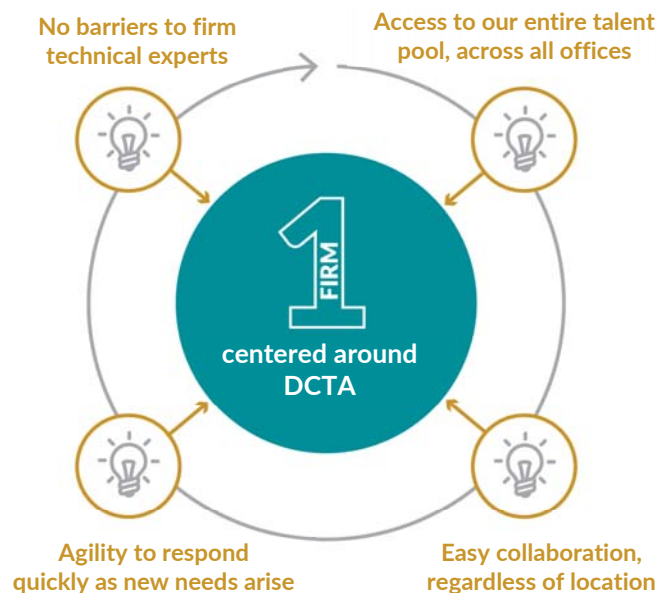 No barriers to firm
technical experts
Access to our entire talent
pool, across all offices
1
FIRM
centered around
DCTA
Agility to respond
quickly as new needs arise
Easy collaboration,
regardless of location